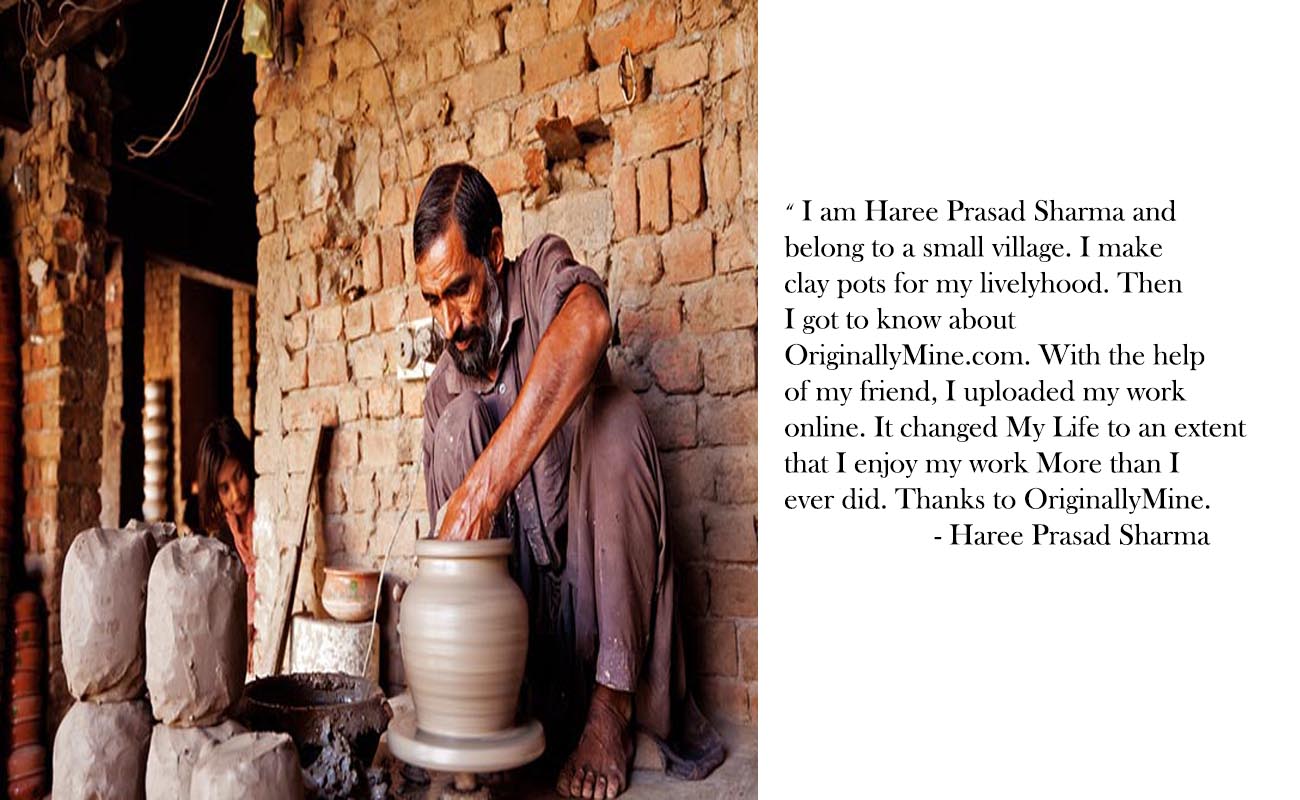 “ I am Haree Prasad Sharma and
belong to a small village. I make
clay pots for my livelyhood. Then
I got to know about
OriginallyMine.com. With the help
of my friend, I uploaded my work
online. It changed My Life to an extent
that I enjoy my work More than I
ever did. Thanks to OriginallyMine.
- Haree Prasad Sharma